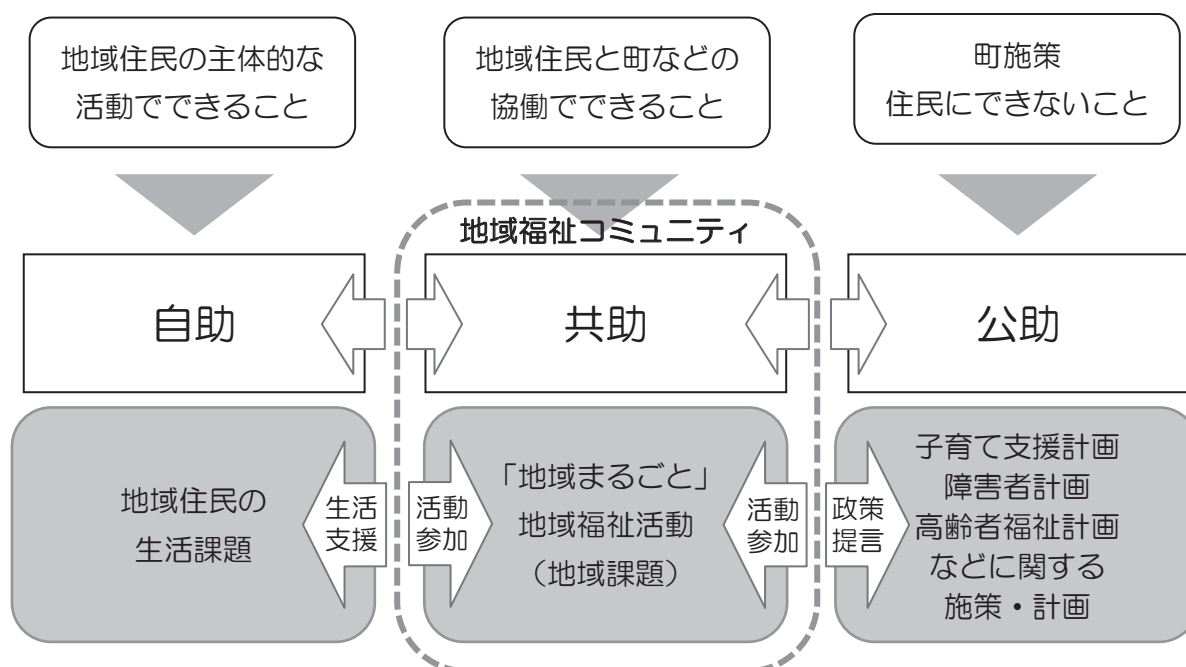 地域住民の主体的な
活動でできること
地域住民と町などの
協働でできること
町施策
住民にできないこと
地域福祉コミュニティ
自助
共助
公助
地域住民の
生活課題
生活
支援
活動
参加
「地域まるごと」
地域福祉活動
（地域課題）
活動
参加
政策
提言
子育て支援計画
障害者計画
高齢者福祉計画
などに関する
施策・計画